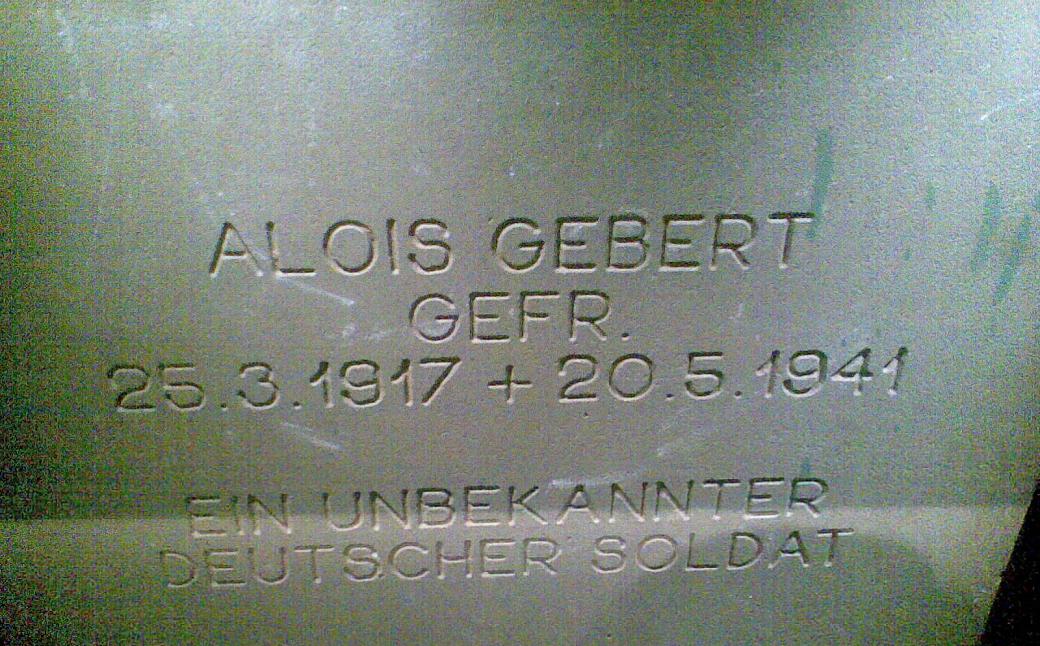 ALOIS GEBERT
GEFR.
25.3.1917 + 20.5.1941
EIN UNBEKANNTER
DEUTSCHER SOLDAT